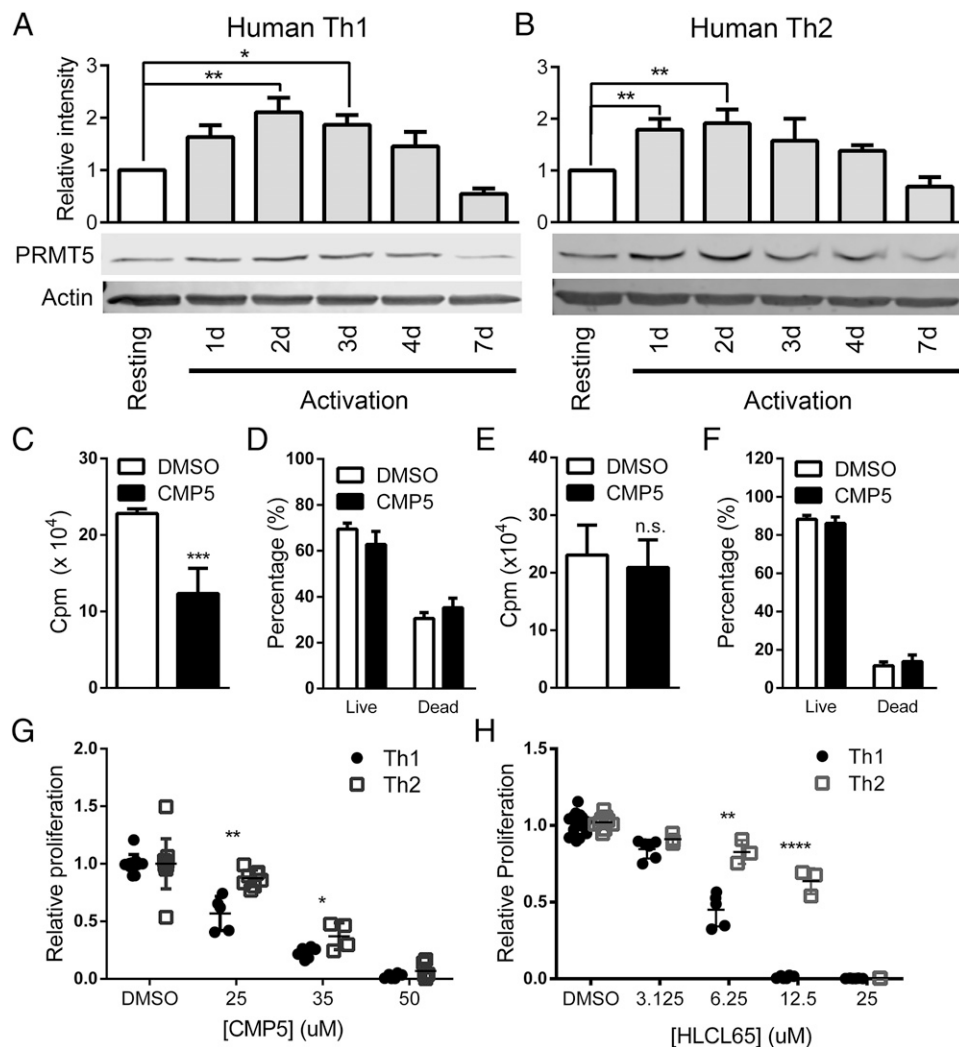 A Human Th1
B Human Th2
Relative intensity
3
2
1
0
* 
**
3
2
1
0
**
**
PRMT5
Actin
Resting 1d 2d 3d 4d 7d
Activation
Resting 1d 2d 3d 4d 7d
Activation
C
DMSO
CMP5
Cpm (x 10⁴)
30
20
10
0
***
D
DMSO
CMP5
Percentage (%)
100
80
60
40
20
0
Live Dead
E
DMSO
CMP5
Cpm (x10⁴)
40
30
20
10
0
n.s.
F
DMSO
CMP5
Percentage (%)
120
100
80
60
40
20
0
Live Dead
G
Relative proliferation
2.0
1.5
1.0
0.5
0.0
Th1
Th2
**
*
DMSO 25 35 50
[CMP5] (uM)
H
Relative Proliferation
1.5
1.0
0.5
0.0
Th1
Th2
**
****
DMSO 3.125 6.25 12.5 25
[HLCL65] (uM)